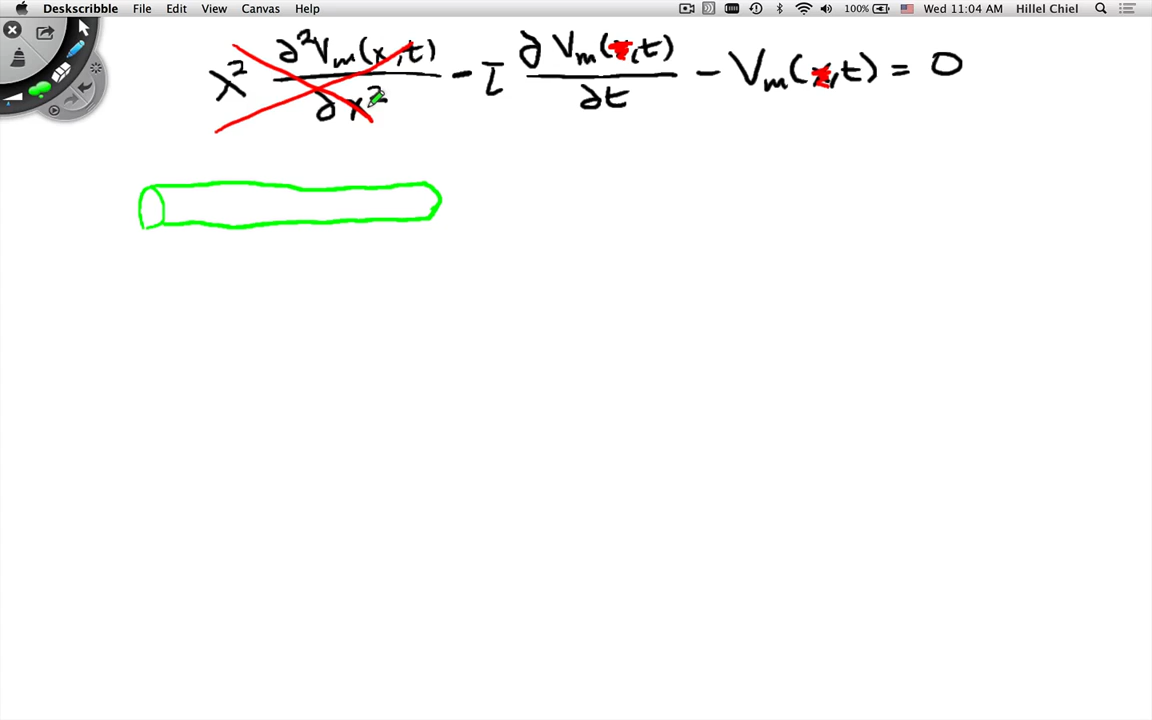 Deskscribble File Edit View Canvas Help 100% Wed 11:04 AM Hillel Chiel
λ² ∂²Vm(x,t)/∂x² − τ ∂Vm(x,t)/∂t − Vm(x,t) = 0